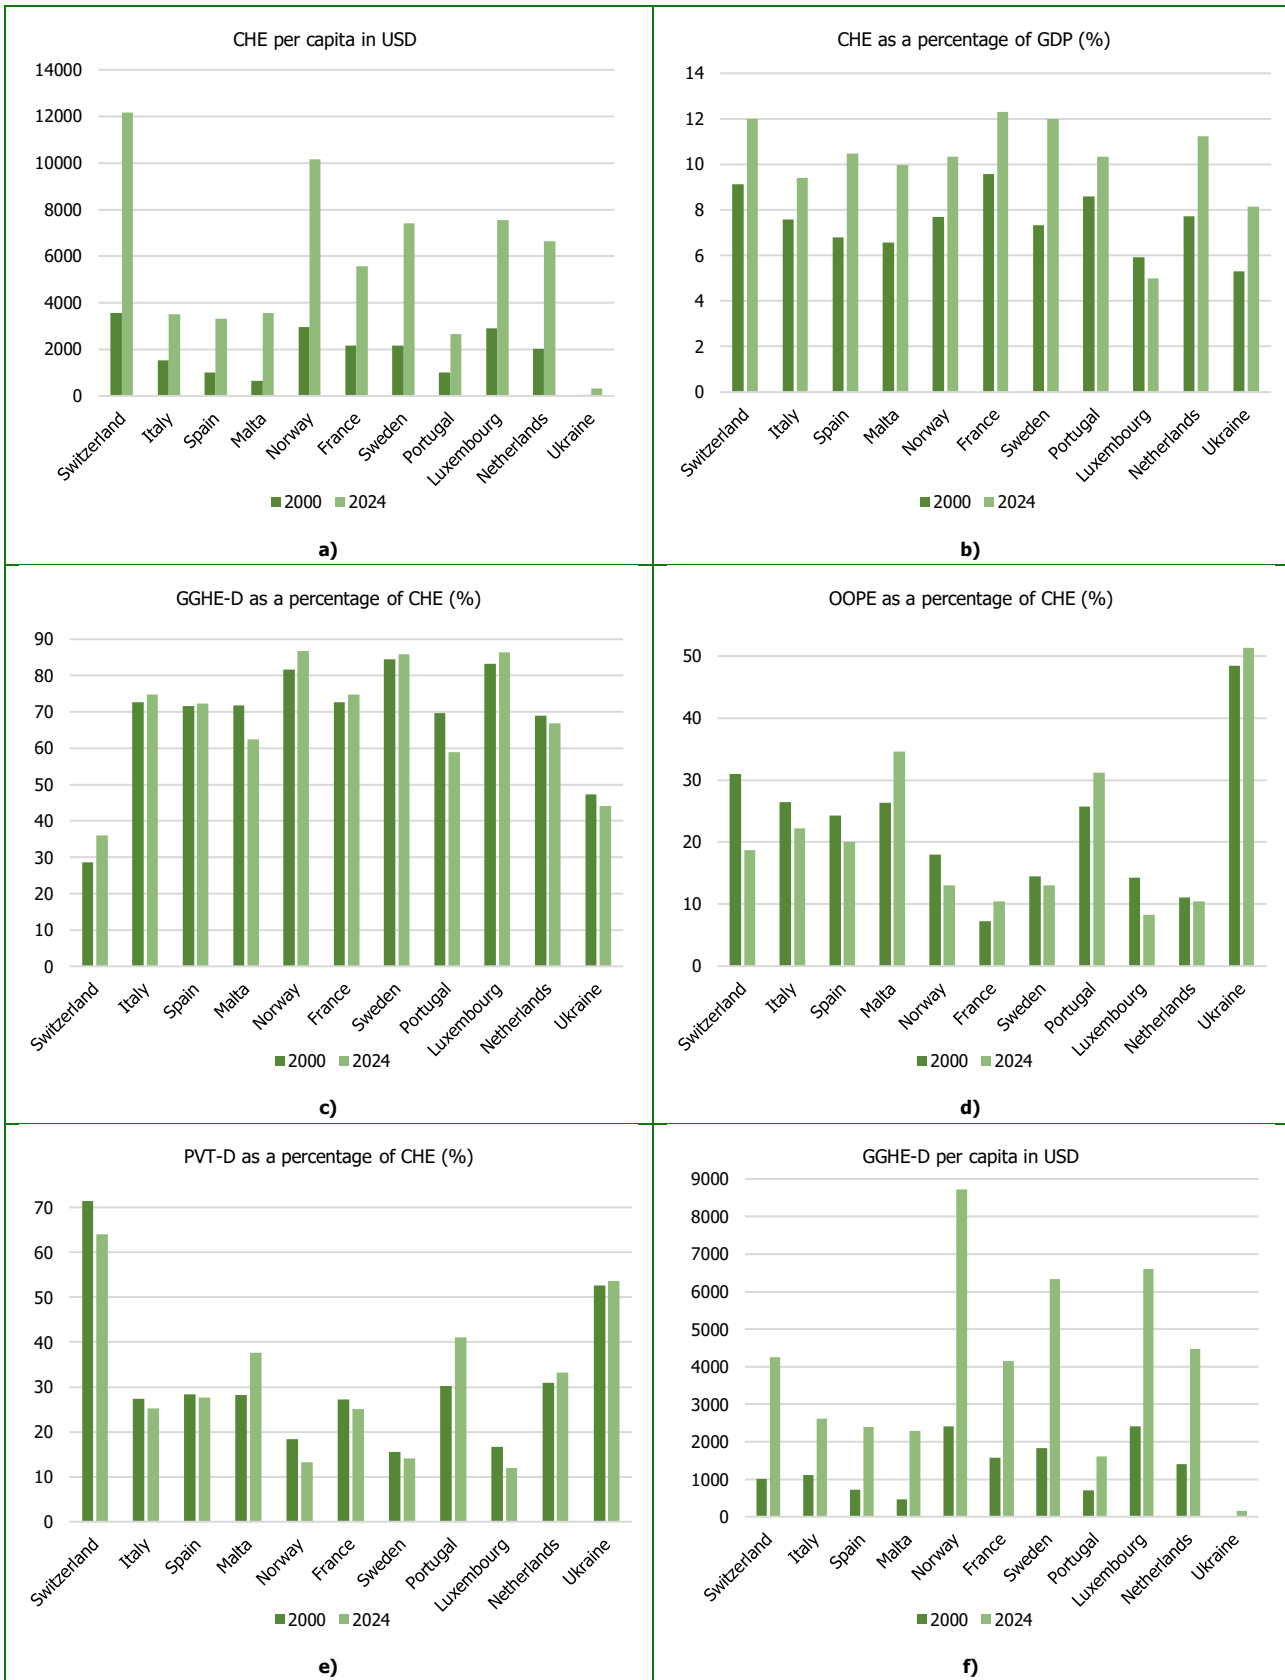 CHE per capita in USD
14000
12000
10000
8000
6000
4000
2000
0
Switzerland
Italy
Spain
Malta
Norway
France
Sweden
Portugal
Luxembourg
Netherlands
Ukraine
2000 2024
a)
CHE as a percentage of GDP (%)
14
12
10
8
6
4
2
0
Switzerland
Italy
Spain
Malta
Norway
France
Sweden
Portugal
Luxembourg
Netherlands
Ukraine
2000 2024
b)
GGHE-D as a percentage of CHE (%)
90
80
70
60
50
40
30
20
10
0
Switzerland
Italy
Spain
Malta
Norway
France
Sweden
Portugal
Luxembourg
Netherlands
Ukraine
2000 2024
c)
OOPE as a percentage of CHE (%)
50
40
30
20
10
0
Switzerland
Italy
Spain
Malta
Norway
France
Sweden
Portugal
Luxembourg
Netherlands
Ukraine
2000 2024
d)
PVT-D as a percentage of CHE (%)
70
60
50
40
30
20
10
0
Switzerland
Italy
Spain
Malta
Norway
France
Sweden
Portugal
Luxembourg
Netherlands
Ukraine
2000 2024
e)
GGHE-D per capita in USD
9000
8000
7000
6000
5000
4000
3000
2000
1000
0
Switzerland
Italy
Spain
Malta
Norway
France
Sweden
Portugal
Luxembourg
Netherlands
Ukraine
2000 2024
f)